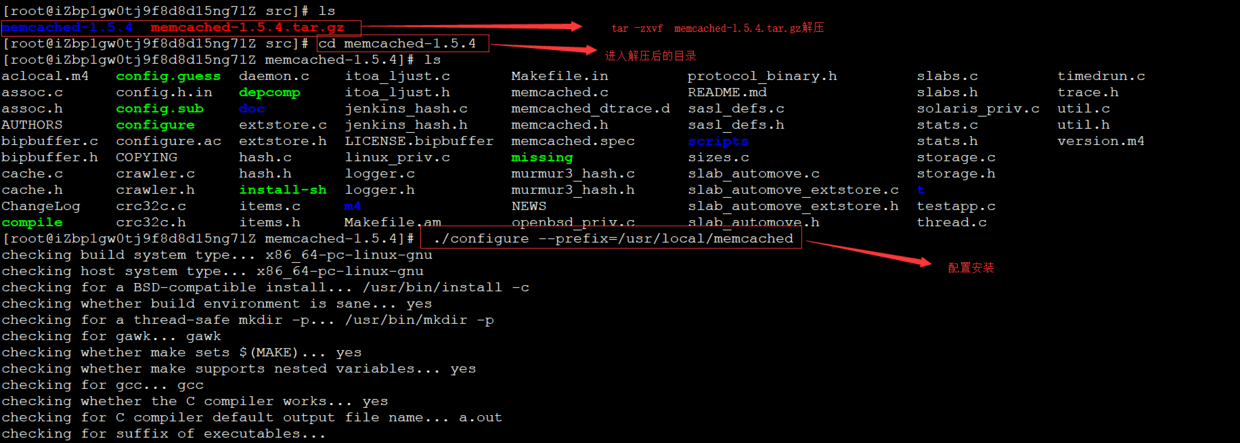 [root@iZbp1gw0tj9f8d8d15ng71Z src]# ls
memcached-1.5.4  memcached-1.5.4.tar.gz
tar -zxvf  memcached-1.5.4.tar.gz解压
[root@iZbp1gw0tj9f8d8d15ng71Z src]# cd memcached-1.5.4
进入解压后的目录
[root@iZbp1gw0tj9f8d8d15ng71Z memcached-1.5.4]# ls
aclocal.m4  config.guess  daemon.c  itoa_ljust.c  Makefile.in  protocol_binary.h  slabs.c  timedrun.c
assoc.c  config.h.in  depcomp  itoa_ljust.h  memcached.c  README.md  slabs.h  trace.h
assoc.h  config.sub  doc  jenkins_hash.c  memcached_dtrace.d  sasl_defs.c  solaris_priv.c  util.c
AUTHORS  configure  extstore.c  jenkins_hash.h  memcached.h  sasl_defs.h  stats.c  util.h
bipbuffer.c  configure.ac  extstore.h  LICENSE.bipbuffer  memcached.spec  scripts  stats.h  version.m4
bipbuffer.h  COPYING  hash.c  linux_priv.c  missing  sizes.c  storage.c
cache.c  crawler.c  hash.h  logger.c  murmur3_hash.c  slab_automove.c  storage.h
cache.h  crawler.h  install-sh  logger.h  murmur3_hash.h  slab_automove_extstore.c  t
ChangeLog  crc32c.c  items.c  m4  NEWS  slab_automove_extstore.h  testapp.c
compile  crc32c.h  items.h  Makefile.am  openbsd_priv.c  slab_automove.h  thread.c
[root@iZbp1gw0tj9f8d8d15ng71Z memcached-1.5.4]#  ./configure --prefix=/usr/local/memcached
checking build system type... x86_64-pc-linux-gnu
配置安装
checking host system type... x86_64-pc-linux-gnu
checking for a BSD-compatible install... /usr/bin/install -c
checking whether build environment is sane... yes
checking for a thread-safe mkdir -p... /usr/bin/mkdir -p
checking for gawk... gawk
checking whether make sets $(MAKE)... yes
checking whether make supports nested variables... yes
checking for gcc... gcc
checking whether the C compiler works... yes
checking for C compiler default output file name... a.out
checking for suffix of executables...